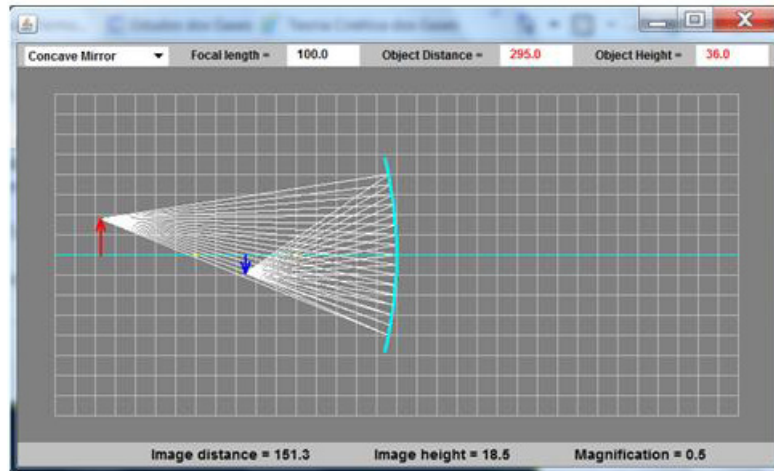 Concave Mirror Focal length = 100.0 Object Distance = 295.0 Object Height = 36.0
Image distance = 151.3 Image height = 18.5 Magnification = 0.5